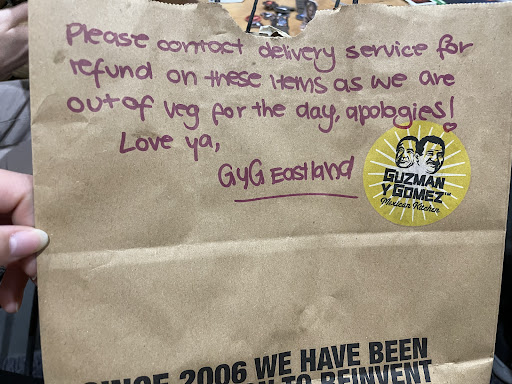 Please contact delivery service for
refund on these items as we are
out of veg for the day, apologies!
Love ya,
GyG Eastland
GUZMAN
Y GOMEZ
Mexican Kitchen
SINCE 2006 WE HAVE BEEN
TO REINVENT